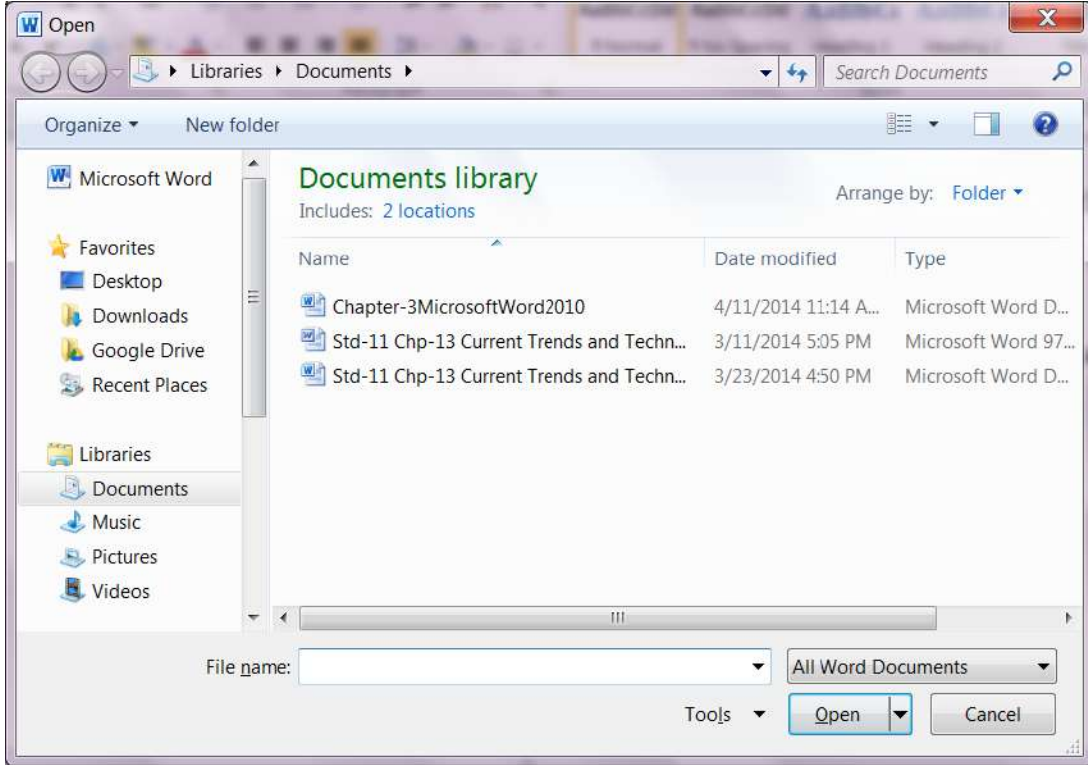 Open
Libraries Documents
Search Documents
Organize New folder
Microsoft Word
Favorites
Desktop
Downloads
Google Drive
Recent Places
Libraries
Documents
Music
Pictures
Videos
Documents library
Includes: 2 locations
Arrange by: Folder
Name Date modified Type
Chapter-3MicrosoftWord2010 4/11/2014 11:14 A... Microsoft Word D...
Std-11 Chp-13 Current Trends and Techn... 3/11/2014 5:05 PM Microsoft Word 97...
Std-11 Chp-13 Current Trends and Techn... 3/23/2014 4:50 PM Microsoft Word D...
File name: All Word Documents
Tools Open Cancel